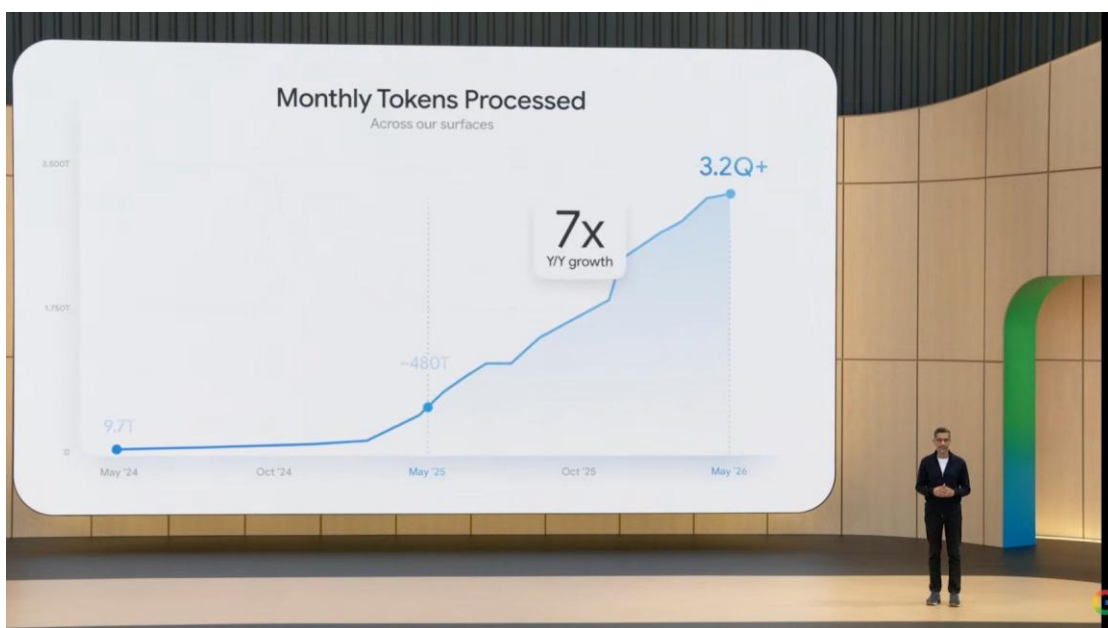 Monthly Tokens Processed
Across our surfaces
3,500T
3.2Q+
7x
Y/Y growth
1,750T
~480T
9.7T
0
May '24
Oct '24
May '25
Oct '25
May '26